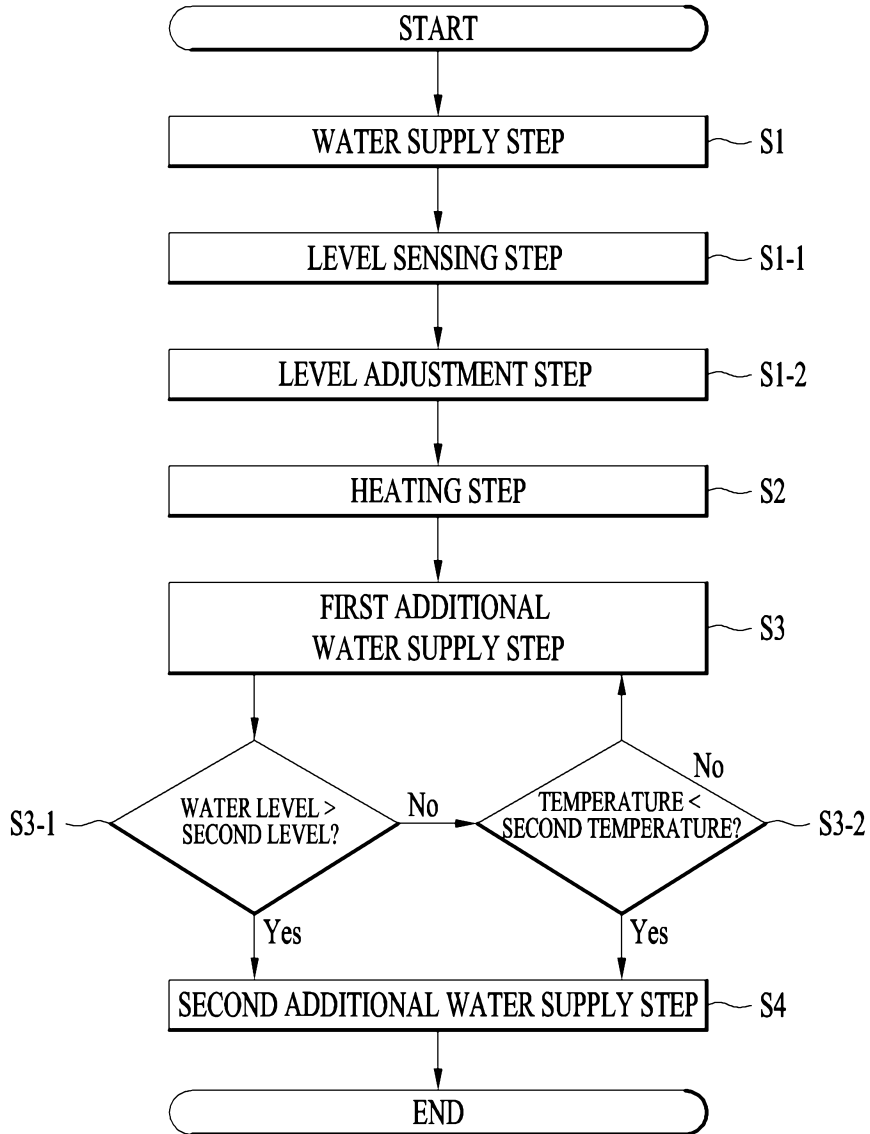 START
WATER SUPPLY STEP
S1
LEVEL SENSING STEP
S1-1
LEVEL ADJUSTMENT STEP
S1-2
HEATING STEP
S2
FIRST ADDITIONAL
WATER SUPPLY STEP
S3
S3-1
WATER LEVEL >
SECOND LEVEL?
No
TEMPERATURE <
SECOND TEMPERATURE?
No
S3-2
Yes
Yes
SECOND ADDITIONAL WATER SUPPLY STEP
S4
END